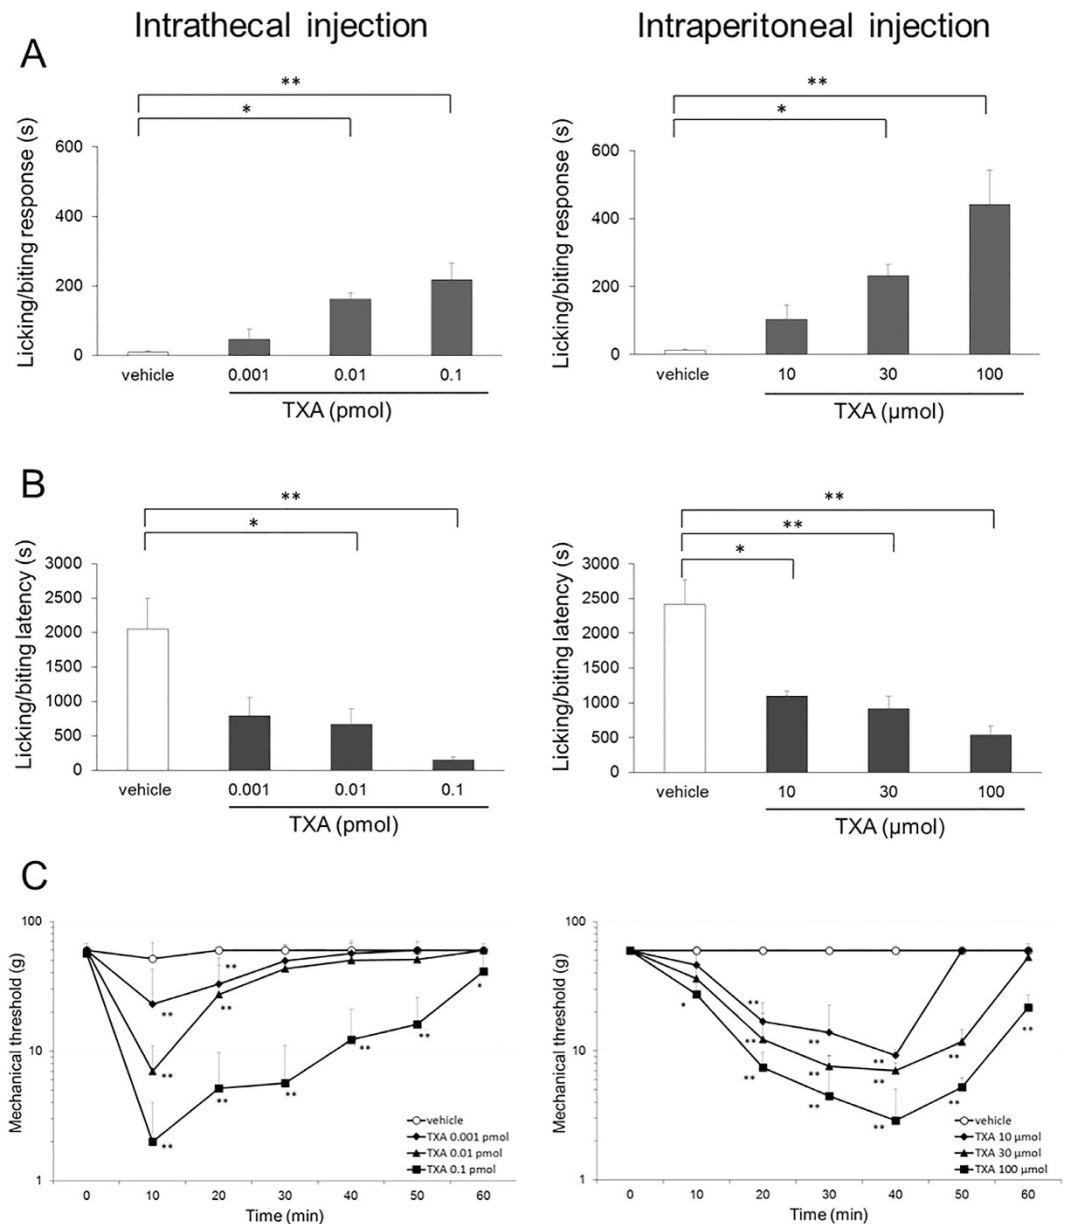 Intrathecal injection
Intraperitoneal injection
A
**
*
Licking/biting response (s)
600
400
200
0
vehicle
0.001
0.01
0.1
TXA (pmol)
**
*
Licking/biting response (s)
600
400
200
0
vehicle
10
30
100
TXA (µmol)
B
**
*
Licking/biting latency (s)
3000
2500
2000
1500
1000
500
0
vehicle
0.001
0.01
0.1
TXA (pmol)
**
**
*
Licking/biting latency (s)
3000
2500
2000
1500
1000
500
0
vehicle
10
30
100
TXA (µmol)
C
Mechanical threshold (g)
100
10
1
**
**
**
**
**
**
**
**
**
*
vehicle
TXA 0.001 pmol
TXA 0.01 pmol
TXA 0.1 pmol
0 10 20 30 40 50 60
Time (min)
Mechanical threshold (g)
100
10
1
*
**
**
**
**
**
**
**
**
**
**
**
**
**
vehicle
TXA 10 µmol
TXA 30 µmol
TXA 100 µmol
0 10 20 30 40 50 60
Time (min)